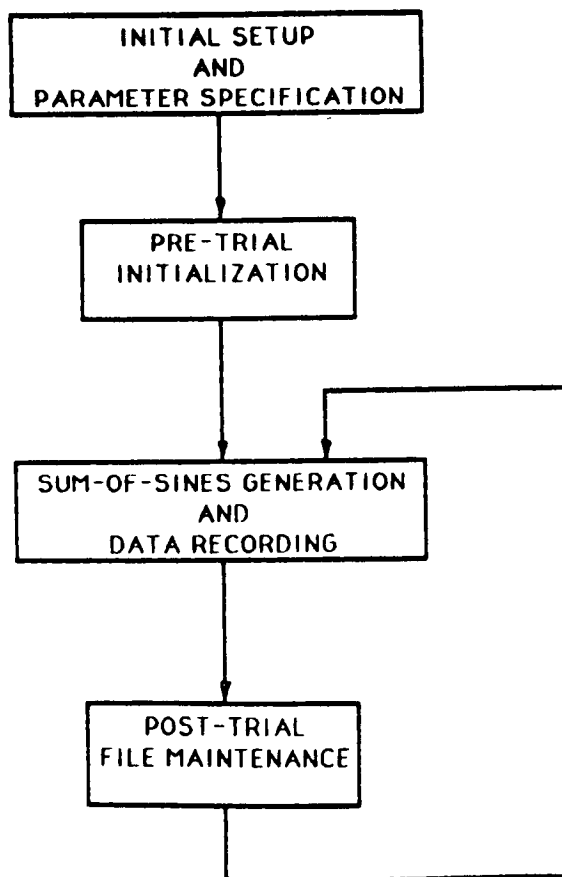 INITIAL SETUP
AND
PARAMETER SPECIFICATION
PRE-TRIAL
INITIALIZATION
SUM-OF-SINES GENERATION
AND
DATA RECORDING
POST-TRIAL
FILE MAINTENANCE